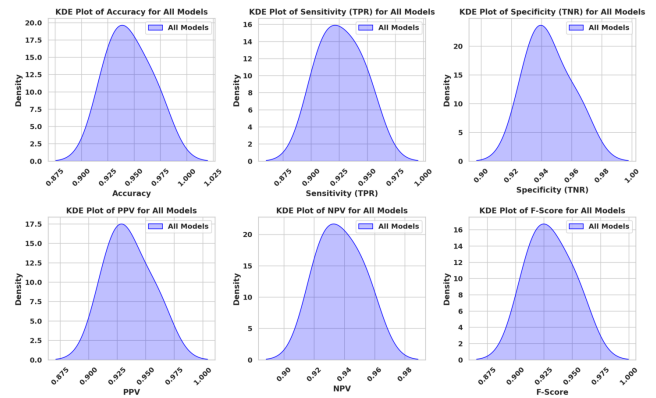 KDE Plot of Accuracy for All Models
All Models
Density
20.0
17.5
15.0
12.5
10.0
7.5
5.0
2.5
0.0
0.875 0.900 0.925 0.950 0.975 1.000 1.025
Accuracy
KDE Plot of Sensitivity (TPR) for All Models
All Models
Density
16
14
12
10
8
6
4
2
0
0.875 0.900 0.925 0.950 0.975 1.000
Sensitivity (TPR)
KDE Plot of Specificity (TNR) for All Models
All Models
Density
20
15
10
5
0
0.90 0.92 0.94 0.96 0.98 1.00
Specificity (TNR)
KDE Plot of PPV for All Models
All Models
Density
17.5
15.0
12.5
10.0
7.5
5.0
2.5
0.0
0.875 0.900 0.925 0.950 0.975 1.000
PPV
KDE Plot of NPV for All Models
All Models
Density
20
15
10
5
0
0.90 0.92 0.94 0.96 0.98
NPV
KDE Plot of F-Score for All Models
All Models
Density
16
14
12
10
8
6
4
2
0
0.875 0.900 0.925 0.950 0.975 1.000
F-Score